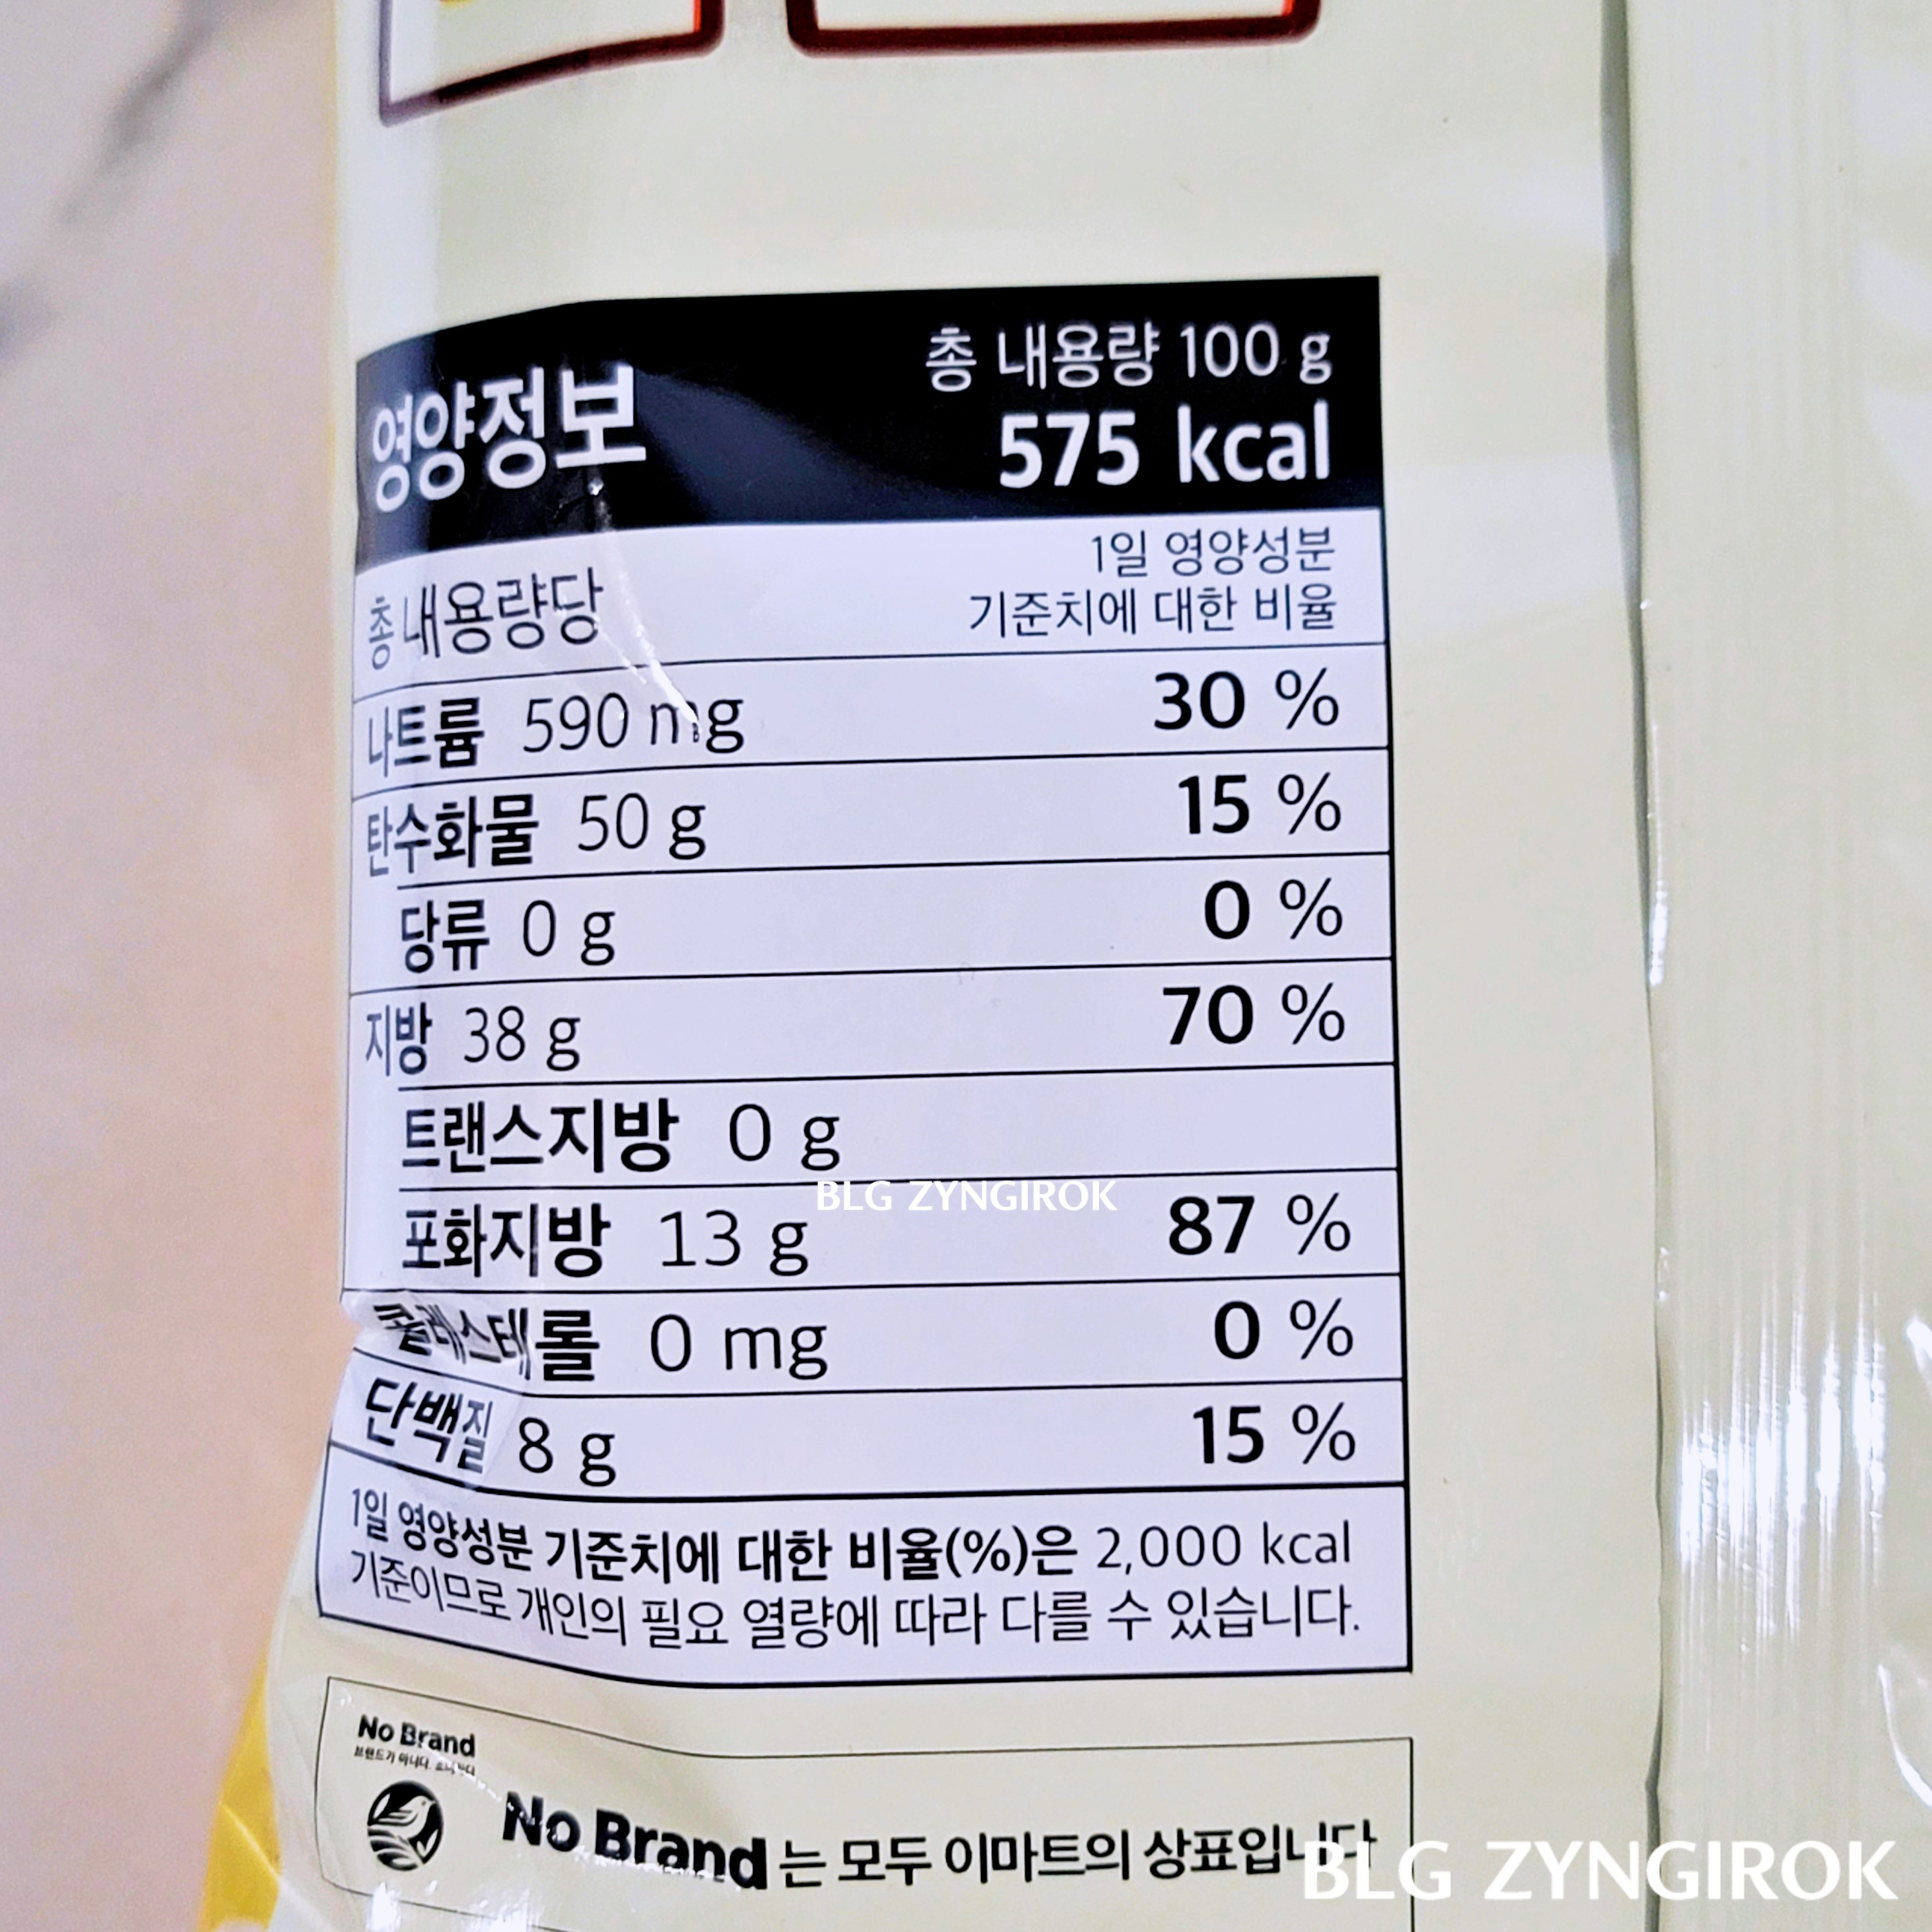 영양정보
총 내용량 100 g
575 kcal
총 내용량당
1일 영양성분
기준치에 대한 비율
나트륨 590 mg 30 %
탄수화물 50 g 15 %
당류 0 g 0 %
지방 38 g 70 %
트랜스지방 0 g
BLG ZYNGIROK
포화지방 13 g 87 %
콜레스테롤 0 mg 0 %
단백질 8 g 15 %
1일 영양성분 기준치에 대한 비율(%)은 2,000 kcal
기준이므로 개인의 필요 열량에 따라 다를 수 있습니다.
No Brand
브랜드가 아니다.
No Brand 는 모두 이마트의 상표입니다
BLG ZYNGIROK